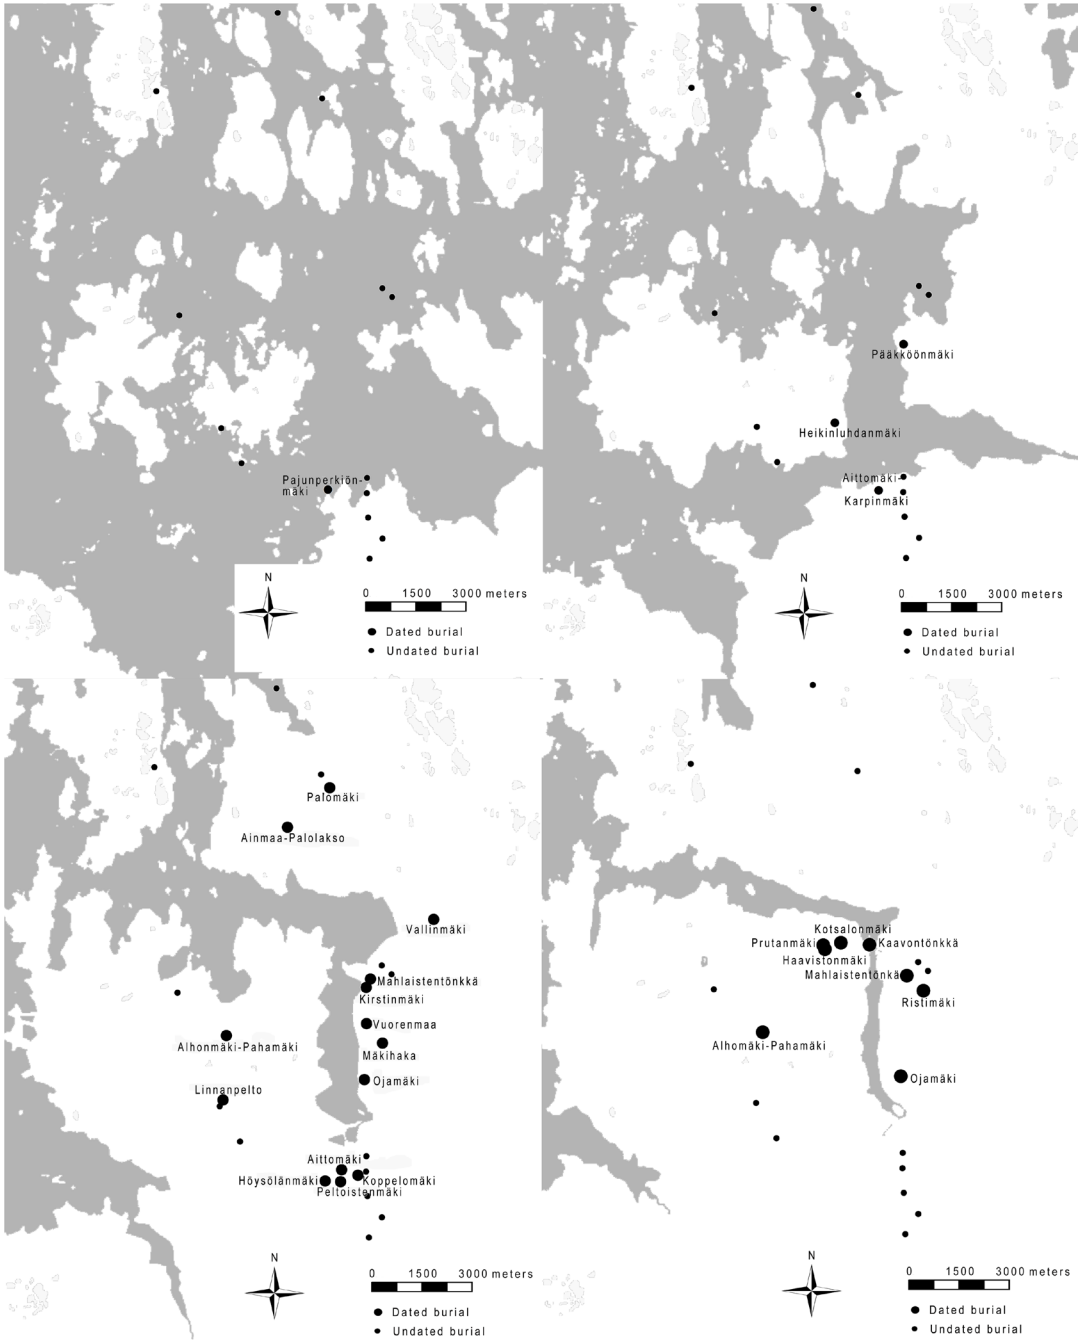 Pajunperkiön-
mäki
N
0 1500 3000 meters
Dated burial
Undated burial
Pääkköönmäki
Heikinluhdanmäki
Aittomäki-
Karpinmäki
N
0 1500 3000 meters
Dated burial
Undated burial
Palomäki
Ainmaa-Palolakso
Vallinmäki
Mahlaistentönkkä
Kirstinmäki
Vuorenmaa
Alhonmäki-Pahamäki
Mäkihaka
Ojamäki
Linnanpelto
Aittomäki
Höysölänmäki
Koppelomäki
Peltoistenmäki
N
0 1500 3000 meters
Dated burial
Undated burial
Kotsalonmäki
Prutanmäki
Kaavontönkkä
Haavistonmäki
Mahlaistentönkä
Ristimäki
Alhomäki-Pahamäki
Ojamäki
N
0 1500 3000 meters
Dated burial
Undated burial